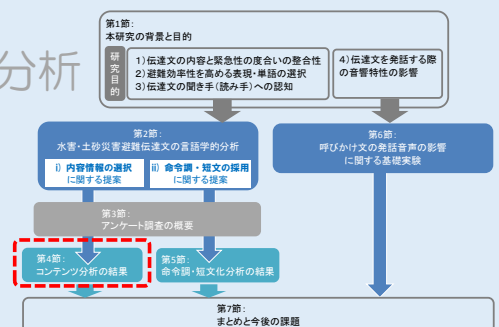 分析
第1節：
本研究の背景と目的
研究目的
1）伝達文の内容と緊急性の度合いの整合性
2）避難効率性を高める表現・単語の選択
3）伝達文の聞き手（読み手）への認知
4）伝達文を発話する際
の音響特性の影響
第2節：
水害・土砂災害避難伝達文の言語学的分析
ⅰ）内容情報の選択
に関する提案
ⅱ）命令調・短文の採用
に関する提案
第6節：
呼びかけ文の発話音声の影響
に関する基礎実験
第3節：
アンケート調査の概要
第4節：
コンテンツ分析の結果
第5節：
命令調・短文化分析の結果
第7節：
まとめと今後の課題